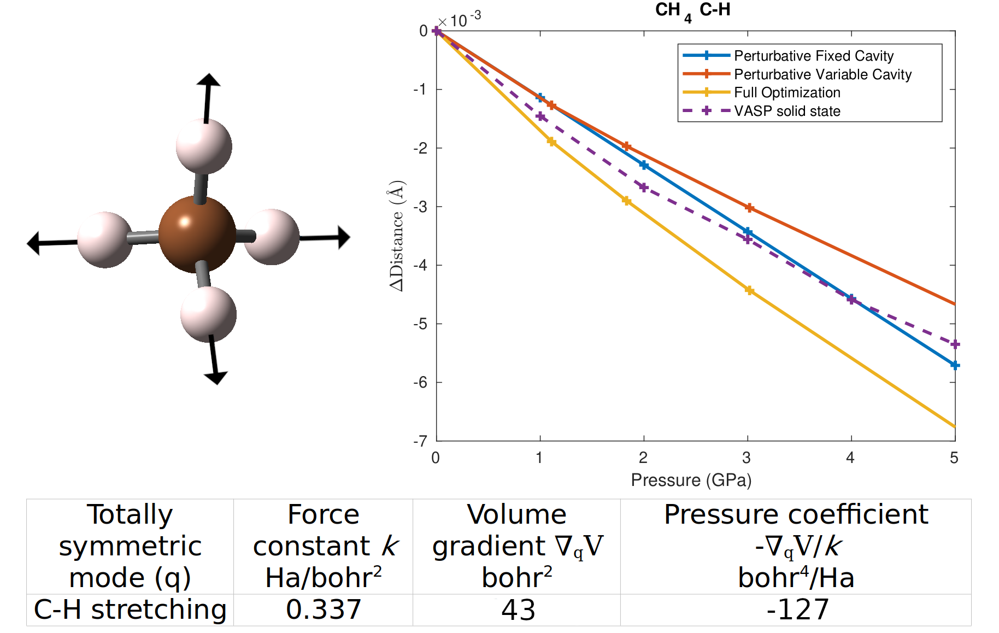 CH 4 C-H
×10-3
0
-1
-2
-3
-4
-5
-6
-7
ΔDistance (Å)
Perturbative Fixed Cavity
Perturbative Variable Cavity
Full Optimization
VASP solid state
0 1 2 3 4 5
Pressure (GPa)
Totally symmetric mode (q)
Force constant k Ha/bohr2
Volume gradient ∇qV bohr2
Pressure coefficient -∇qV/k bohr4/Ha
C-H stretching 0.337 43 -127